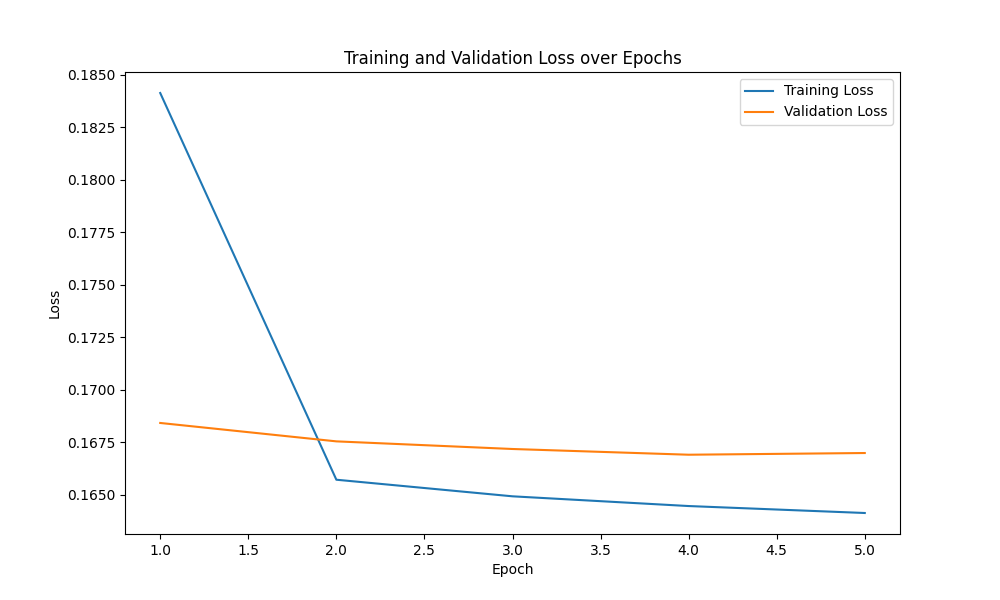 Training and Validation Loss over Epochs
Training Loss
Validation Loss
0.1850
0.1825
0.1800
0.1775
0.1750
0.1725
0.1700
0.1675
0.1650
Loss
1.0 1.5 2.0 2.5 3.0 3.5 4.0 4.5 5.0
Epoch